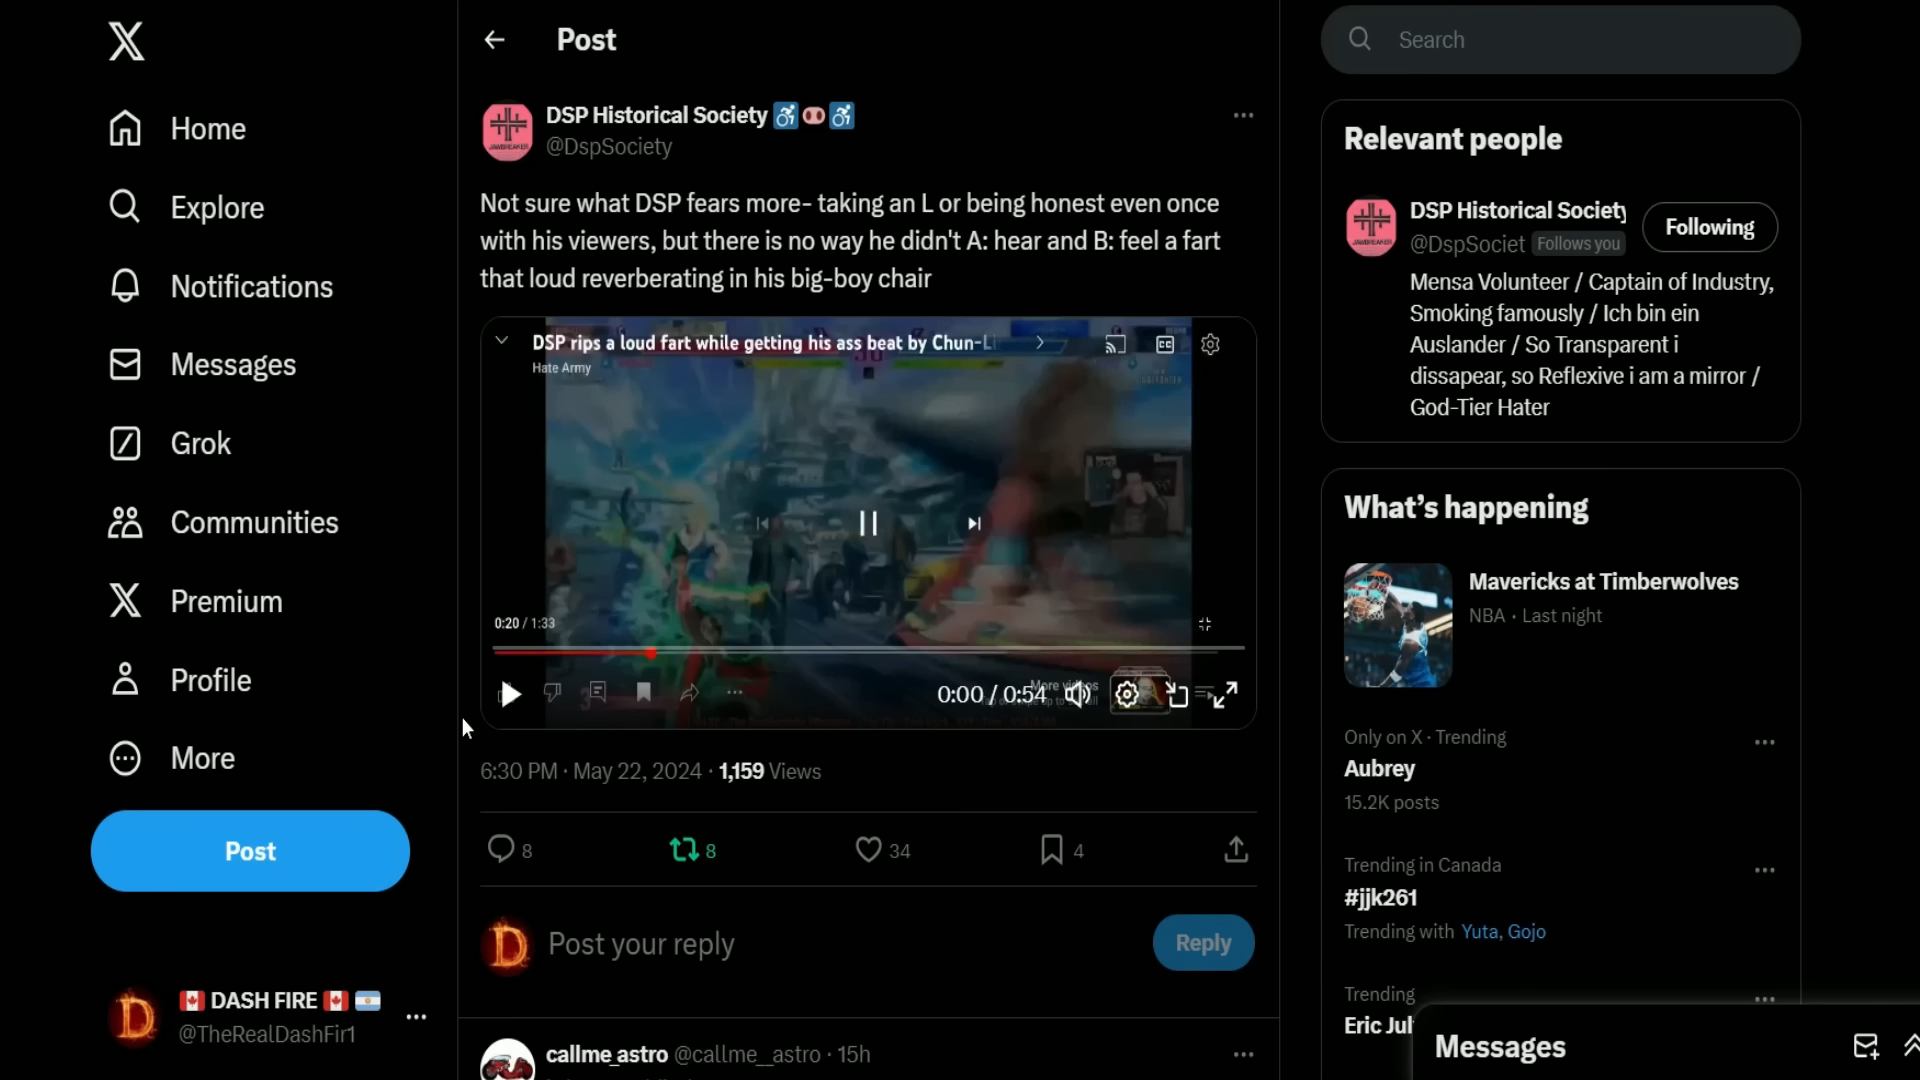 Home
Explore
Notifications
Messages
Grok
Communities
Premium
Profile
More
Post
DASH FIRE
@TheRealDashFir1
Post
DSP Historical Society
@DspSociety
Not sure what DSP fears more- taking an L or being honest even once
with his viewers, but there is no way he didn't A: hear and B: feel a fart
that loud reverberating in his big-boy chair
DSP rips a loud fart while getting his ass beat by Chun-Li
Hate Army
CC
0:20 / 1:33
More videos
0:00 / 0:54
6:30 PM · May 22, 2024 · 1,159 Views
8
8
34
4
Post your reply
Reply
callme_astro @callme__astro · 15h
Search
Relevant people
DSP Historical Society
Following
@DspSociet Follows you
Mensa Volunteer / Captain of Industry,
Smoking famously / Ich bin ein
Auslander / So Transparent i
dissapear, so Reflexive i am a mirror /
God-Tier Hater
What's happening
Mavericks at Timberwolves
NBA · Last night
Only on X · Trending
Aubrey
15.2K posts
Trending in Canada
#jjk261
Trending with Yuta, Gojo
Trending
Eric Jul
Messages